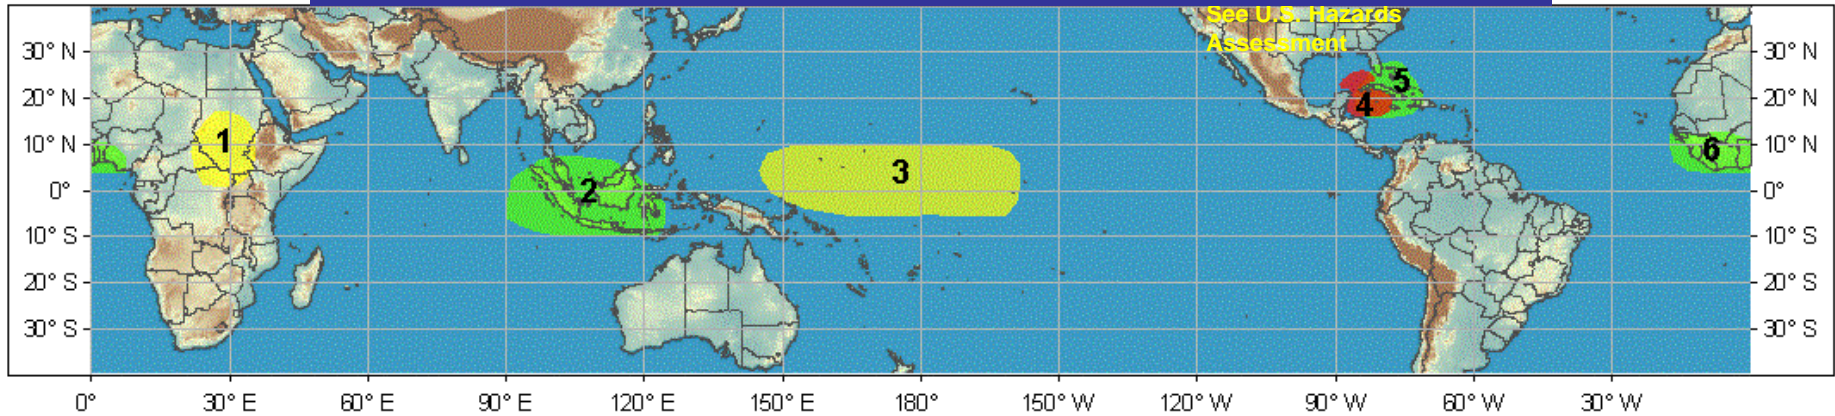 See U.S. Hazards
Assessment
30° N
20° N
10° N
0°
10° S
20° S
30° S
1
2
3
4
5
6
30° N
20° N
10° N
0°
10° S
20° S
30° S
0°
30° E
60° E
90° E
120° E
150° E
180°
150° W
120° W
90° W
60° W
30° W